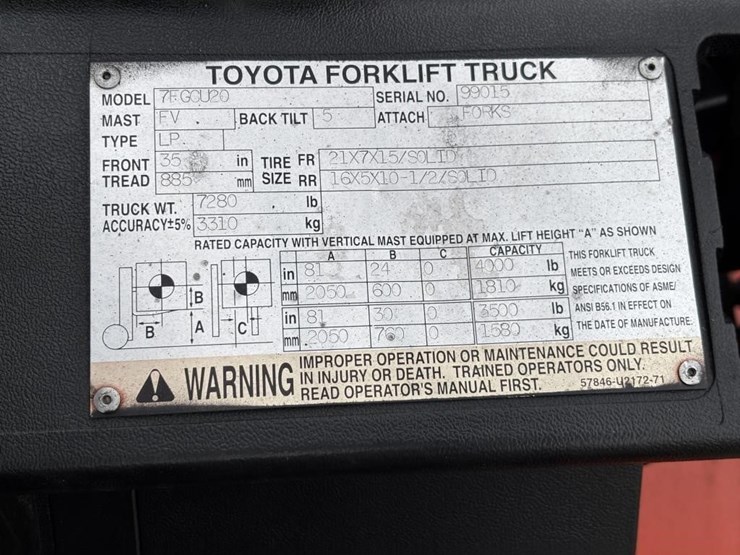 TOYOTA FORKLIFT TRUCK
MODEL 7FGCU20 SERIAL NO. 99015
MAST FV BACK TILT 5 ATTACH FORKS
TYPE LP
FRONT TREAD 35 in
885 mm
TIRE SIZE FR 21X7X15/SOLID
RR 16X5X10-1/2/SOLID
TRUCK WT. 7280 lb
ACCURACY±5% 3310 kg
RATED CAPACITY WITH VERTICAL MAST EQUIPPED AT MAX. LIFT HEIGHT "A" AS SHOWN
A B C CAPACITY
in 81 24 0 4000 lb
mm 2050 600 0 1810 kg
in 81 30 0 3500 lb
mm 2050 760 0 1580 kg
B
B A C
THIS FORKLIFT TRUCK
MEETS OR EXCEEDS DESIGN
SPECIFICATIONS OF ASME/
ANSI B56.1 IN EFFECT ON
THE DATE OF MANUFACTURE.
WARNING
IMPROPER OPERATION OR MAINTENANCE COULD RESULT
IN INJURY OR DEATH. TRAINED OPERATORS ONLY.
READ OPERATOR'S MANUAL FIRST.
57846-U2172-71